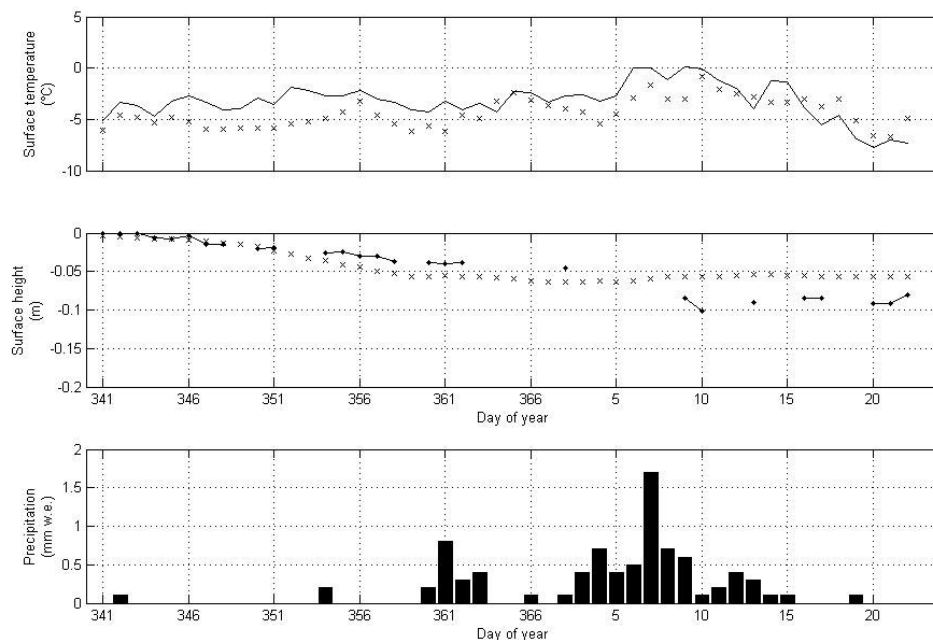 5
0
-5
-10
Surface temperature
(°C)
0
-0.05
-0.1
-0.15
-0.2
Surface height
(m)
341 346 351 356 361 366 5 10 15 20
Day of year
2
1.5
1
0.5
0
Precipitation
(mm w.e.)
341 346 351 356 361 366 5 10 15 20
Day of year